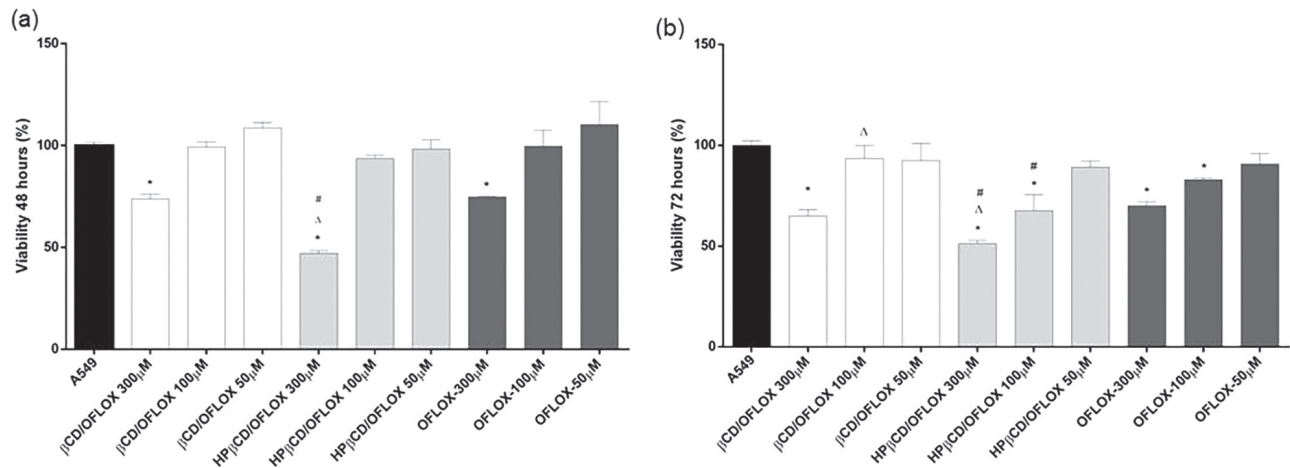 (a)
150
100
50
0
Viability 48 hours (%)
*
#
Δ
*
*
A549
βCD/OFLOX 300μM
βCD/OFLOX 100μM
βCD/OFLOX 50μM
HPβCD/OFLOX 300μM
HPβCD/OFLOX 100μM
HPβCD/OFLOX 50μM
OFLOX-300μM
OFLOX-100μM
OFLOX-50μM
(b)
150
100
50
0
Viability 72 hours (%)
*
Δ
#
Δ
*
#
*
*
*
A549
βCD/OFLOX 300μM
βCD/OFLOX 100μM
βCD/OFLOX 50μM
HPβCD/OFLOX 300μM
HPβCD/OFLOX 100μM
HPβCD/OFLOX 50μM
OFLOX-300μM
OFLOX-100μM
OFLOX-50μM